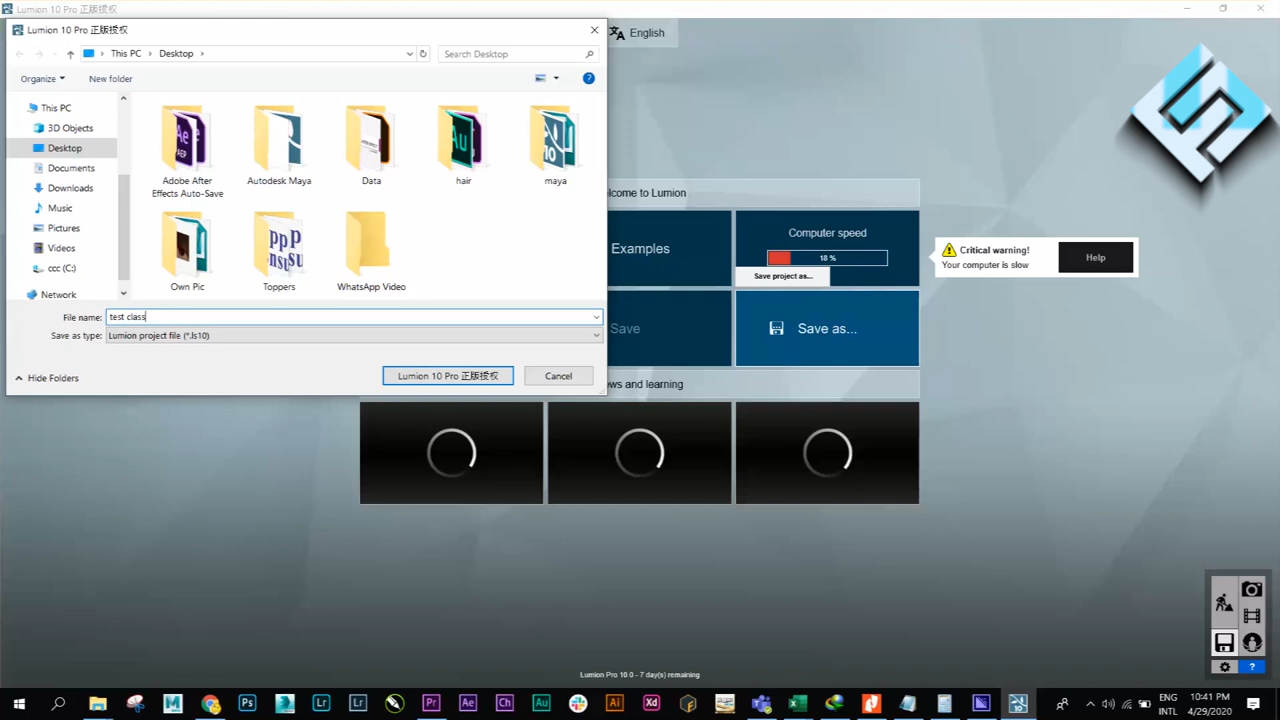 Lumion 10 Pro 正版授权
Lumion 10 Pro 正版授权
English
This PC > Desktop >
Search Desktop
Organize
New folder
This PC
3D Objects
Desktop
Documents
Downloads
Music
Pictures
Videos
ccc (C:)
Network
Adobe After
Effects Auto-Save
Autodesk Maya
Data
hair
maya
Own Pic
Toppers
WhatsApp Video
File name:
test class
Save as type:
Lumion project file (*.ls10)
Hide Folders
Lumion 10 Pro 正版授权
Cancel
elcome to Lumion
Examples
Computer speed
18 %
Save project as...
Critical warning!
Your computer is slow
Help
Save
Save as...
ews and learning
Lumion Pro 10.0 - 7 day(s) remaining
ENG
INTL
10:41 PM
4/29/2020